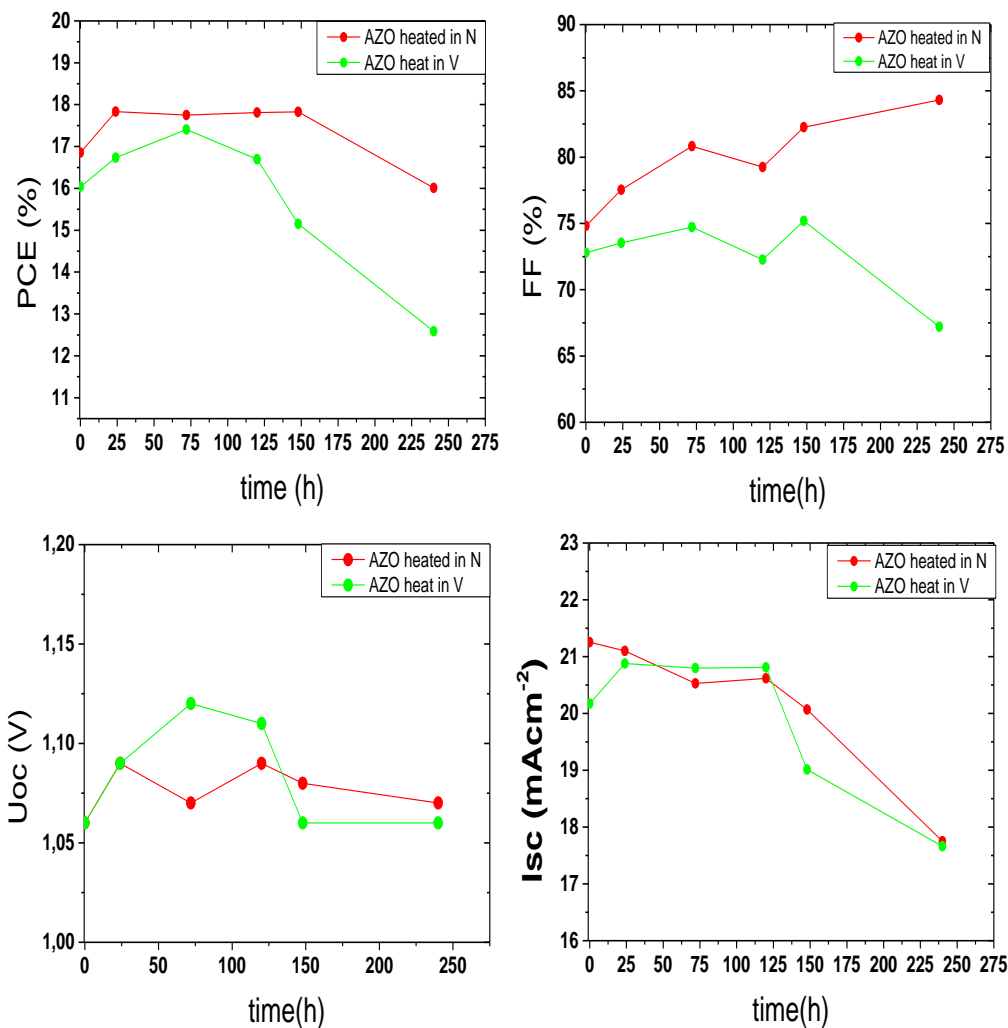 PCE (%)
20
19
18
17
16
15
14
13
12
11
AZO heated in N
AZO heat in V
0 25 50 75 100 125 150 175 200 225 250 275
time (h)
FF (%)
90
85
80
75
70
65
60
AZO heated in N
AZO heat in V
0 25 50 75 100 125 150 175 200 225 250 275
time(h)
Uoc (V)
1,20
1,15
1,10
1,05
1,00
AZO heated in N
AZO heat in V
0 50 100 150 200 250
time(h)
Isc (mAcm⁻²)
23
22
21
20
19
18
17
16
AZO heated in N
AZO heat in V
0 25 50 75 100 125 150 175 200 225 250 275
time(h)